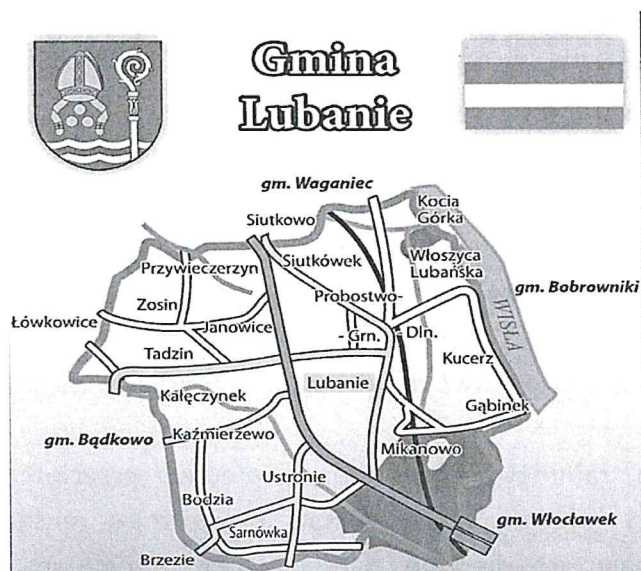 Gmina
Lubanie
gm. Waganiec
Kocia
Górka
Siutkowo
Siutkówek
Włoszyca
Lubańska
Przywieczerzyn
Probostwo-
gm. Bobrowniki
WISŁA
Zosin
Łówkowice
Janowice
- Grn.
- Dln.
Tadzin
Kucerz
Lubanie
Kałęczynek
Gąbinek
gm. Bądkowo
Kaźmierzewo
Mikanowo
Ustronie
Bodzia
gm. Włocławek
Sarnówka
Brzezie